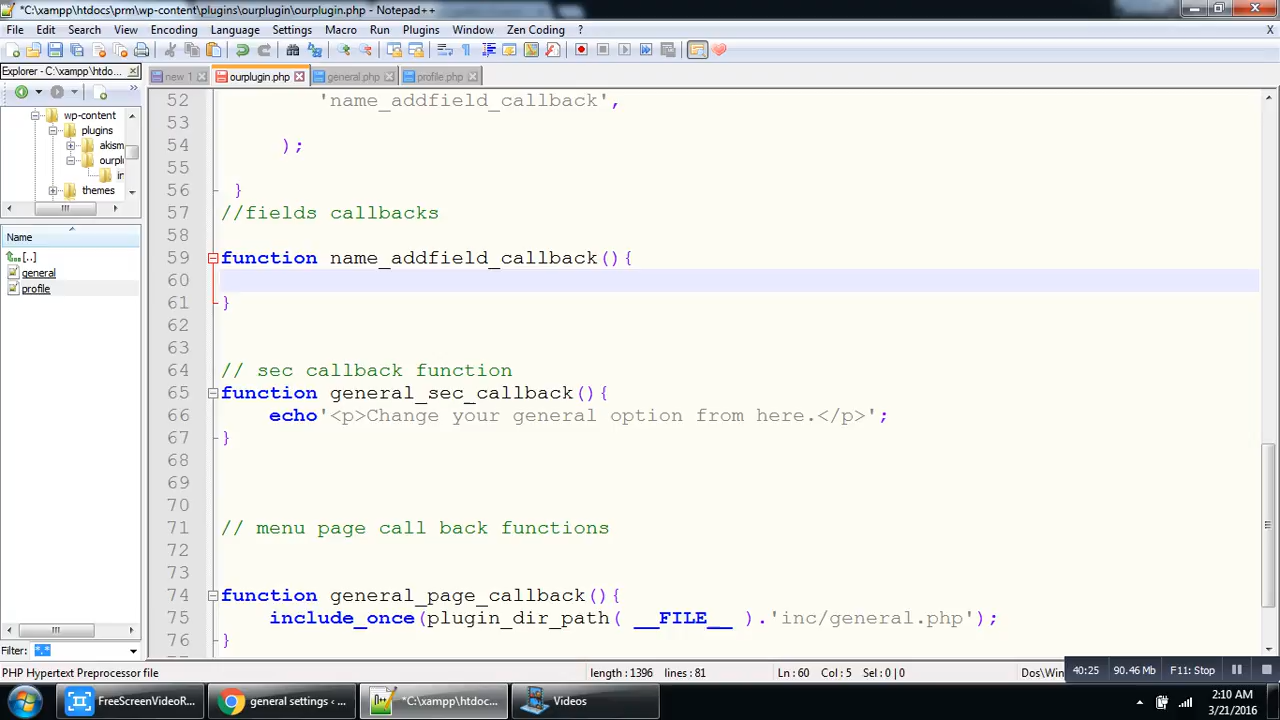 *C:\xampp\htdocs\prm\wp-content\plugins\ourplugin\ourplugin.php - Notepad++
File Edit Search View Encoding Language Settings Macro Run Plugins Window Zen Coding ? X
Explorer - C:\xampp\htdo...
new 1 ourplugin.php general.php profile.php
wp-content
plugins
akism
ourpl
in
themes
Name
[..]
general
profile
Filter: *.*
52 'name_addfield_callback',
53
54 );
55
56 }
57 //fields callbacks
58
59 function name_addfield_callback(){
60
61 }
62
63
64 // sec callback function
65 function general_sec_callback(){
66 echo'<p>Change your general option from here.</p>';
67 }
68
69
70
71 // menu page call back functions
72
73
74 function general_page_callback(){
75 include_once(plugin_dir_path( __FILE__ ).'inc/general.php');
76 }
PHP Hypertext Preprocessor file length:1396 lines:81 Ln:60 Col:5 Sel:0|0 Dos\Win
40:25 90.46 MB F11: Stop
FreeScreenVideoR... general settings ‹ ... *C:\xampp\htdoc... Videos
2:10 AM
3/21/2016